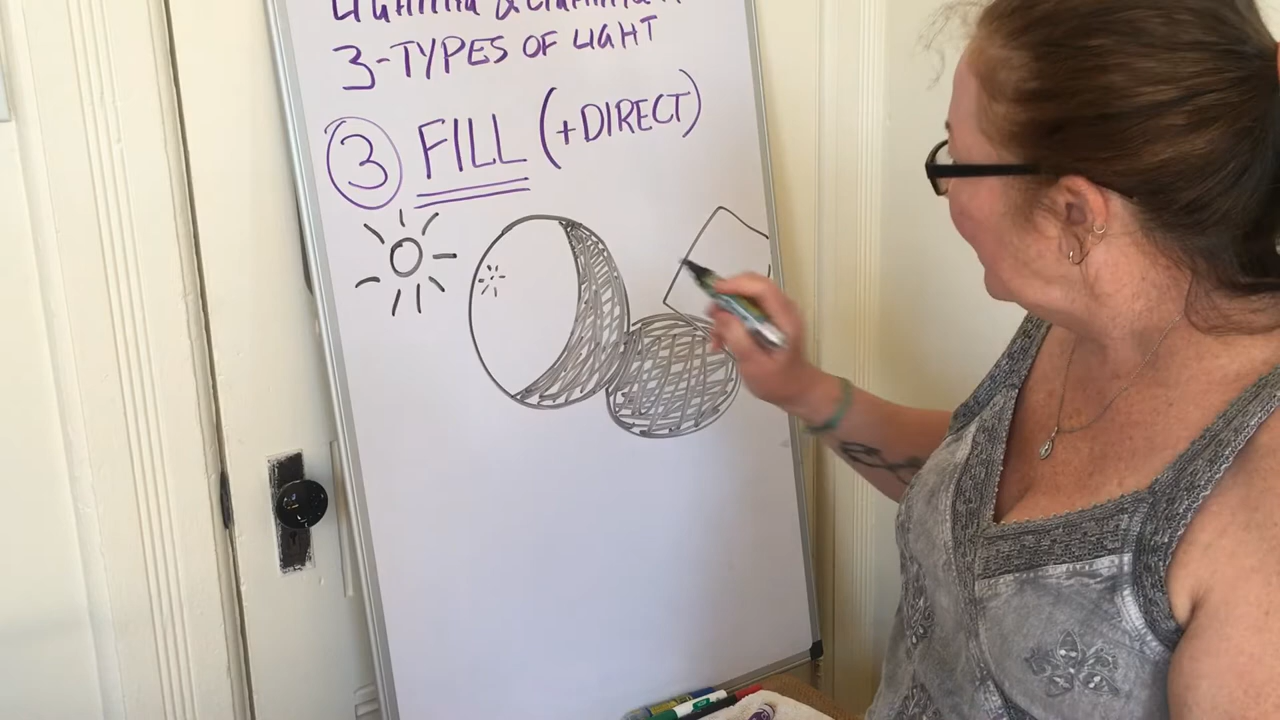 3-TYPES OF LIGHT
③ FILL (+DIRECT)